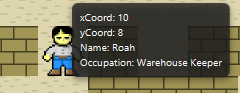 xCoord: 10
yCoord: 8
Name: Roah
Occupation: Warehouse Keeper